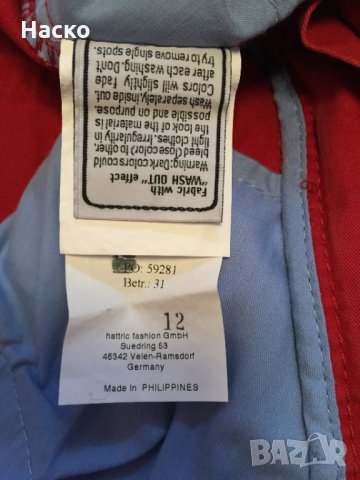 Hacko
Fabric with
"WASH OUT" effect
Warning: Dark colors could
bleed (lose color) to other,
light clothes. Irregularity in
the look of the material is
possible and on purpose.
Wash separately, inside out.
Colors will slightly fade
after each washing. Don't
try to remove single spots.
PO: 59281
Betr.: 31
12
hattric fashion GmbH
Suedring 53
46342 Velen-Ramsdorf
Germany
Made in PHILIPPINES
BAZAR